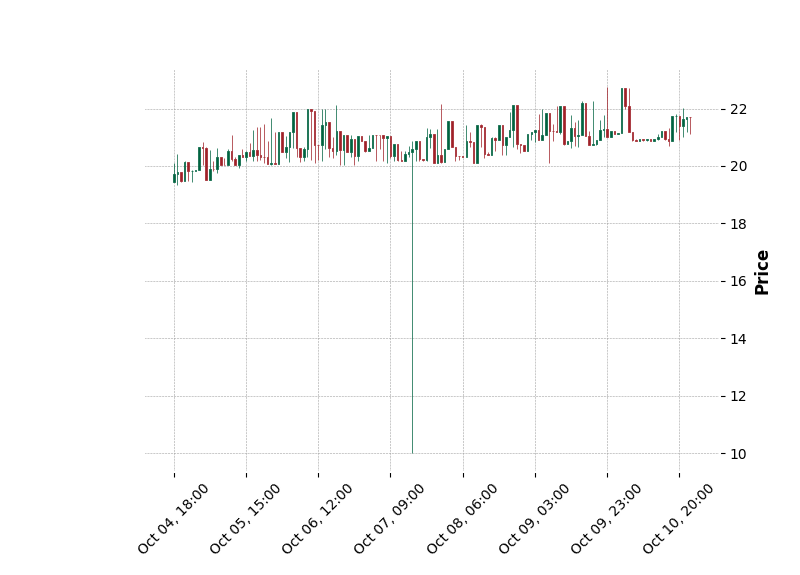 22
20
18
16
14
12
10
Price
Oct 04, 18:00
Oct 05, 15:00
Oct 06, 12:00
Oct 07, 09:00
Oct 08, 06:00
Oct 09, 03:00
Oct 09, 23:00
Oct 10, 20:00